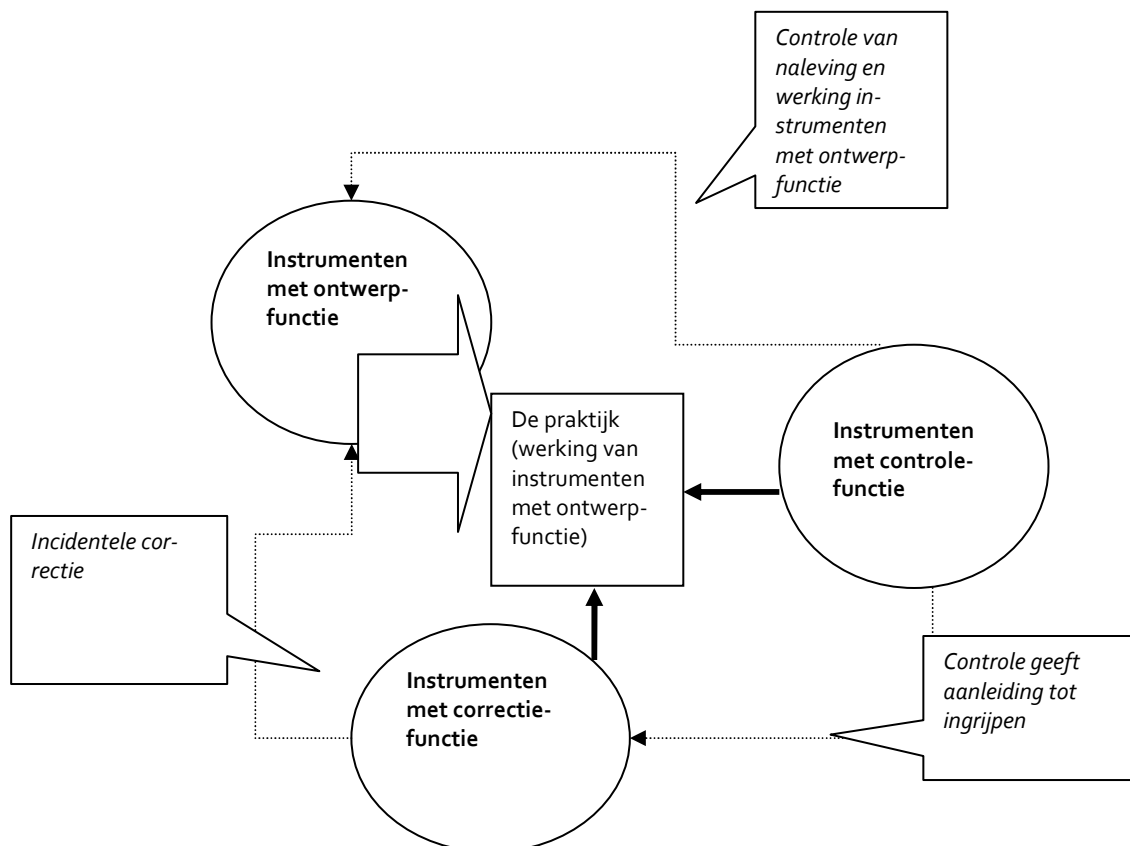 Controle van
naleving en
werking in-
strumenten
met ontwerp-
functie
Instrumenten
met ontwerp-
functie
De praktijk
(werking van
instrumenten
met ontwerp-
functie)
Instrumenten
met controle-
functie
Incidentele cor-
rectie
Instrumenten
met correctie-
functie
Controle geeft
aanleiding tot
ingrijpen